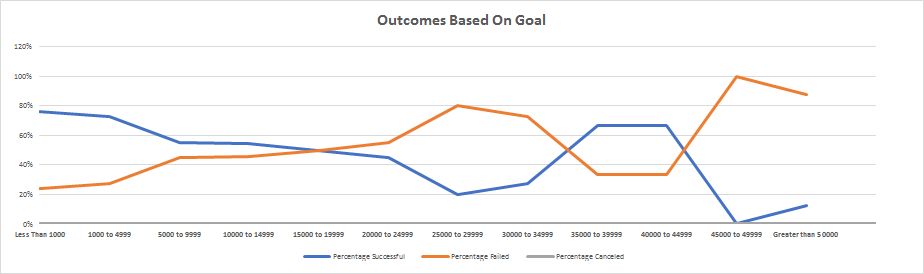 Outcomes Based On Goal
120%
100%
80%
60%
40%
20%
0%
Less Than 1000 1000 to 4999 5000 to 9999 10000 to 14999 15000 to 19999 20000 to 24999 25000 to 29999 30000 to 34999 35000 to 39999 40000 to 44999 45000 to 49999 Greater than 50000
Percentage Successful Percentage Failed Percentage Canceled